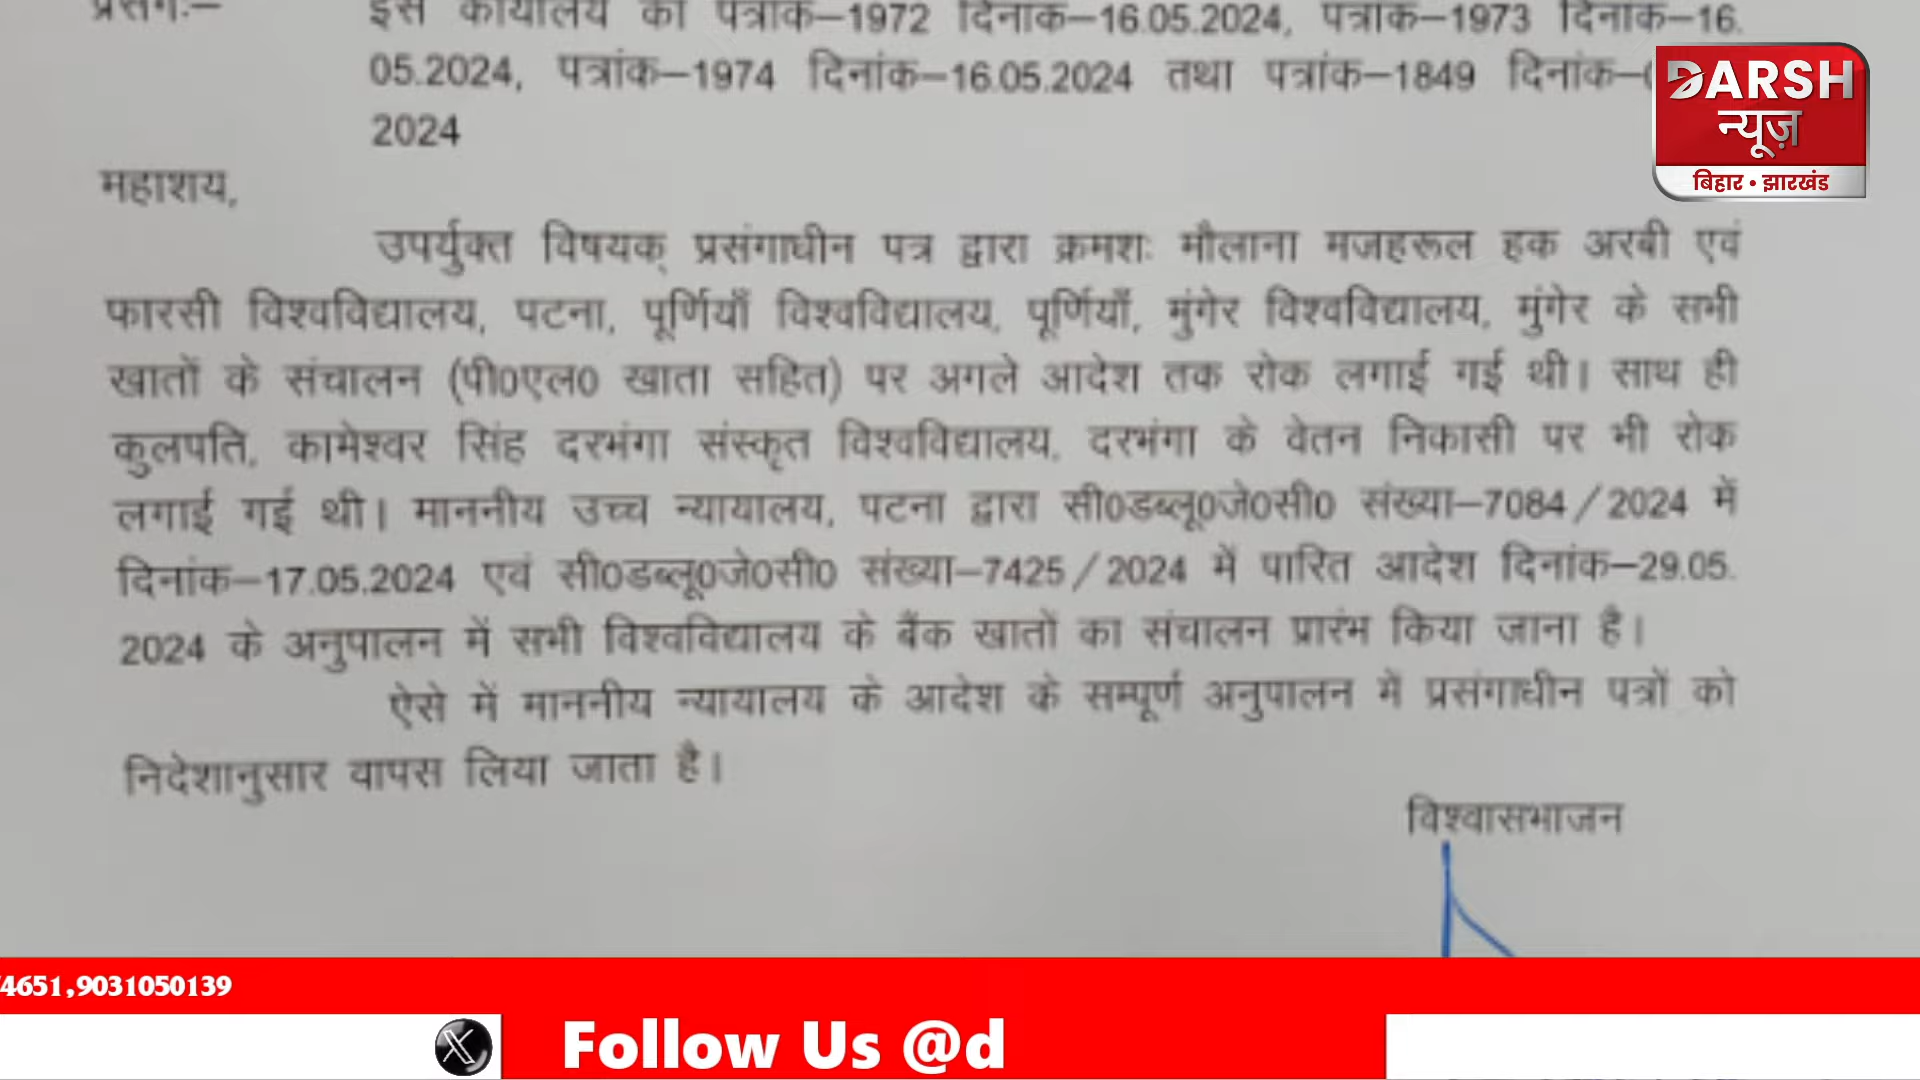 प्रसंग:– इस कार्यालय का पत्रांक–1972 दिनांक–16.05.2024, पत्रांक–1973 दिनांक–16.
05.2024, पत्रांक–1974 दिनांक–16.05.2024 तथा पत्रांक–1849 दिनांक–
2024
DARSH
न्यूज़
बिहार • झारखंड
महाशय,
उपर्युक्त विषयक् प्रसंगाधीन पत्र द्वारा क्रमशः मौलाना मजहरूल हक अरबी एवं
फारसी विश्वविद्यालय, पटना, पूर्णियाँ विश्वविद्यालय, पूर्णियाँ, मुंगेर विश्वविद्यालय, मुंगेर के सभी
खातों के संचालन (पी0एल0 खाता सहित) पर अगले आदेश तक रोक लगाई गई थी। साथ ही
कुलपति, कामेश्वर सिंह दरभंगा संस्कृत विश्वविद्यालय, दरभंगा के वेतन निकासी पर भी रोक
लगाई गई थी। माननीय उच्च न्यायालय, पटना द्वारा सी0डब्लू0जे0सी0 संख्या–7084/2024 में
दिनांक–17.05.2024 एवं सी0डब्लू0जे0सी0 संख्या–7425/2024 में पारित आदेश दिनांक–29.05.
2024 के अनुपालन में सभी विश्वविद्यालय के बैंक खातों का संचालन प्रारंभ किया जाना है।
ऐसे में माननीय न्यायालय के आदेश के सम्पूर्ण अनुपालन में प्रसंगाधीन पत्रों को
निदेशानुसार वापस लिया जाता है।
विश्वासभाजन
4651,9031050139
Follow Us @d